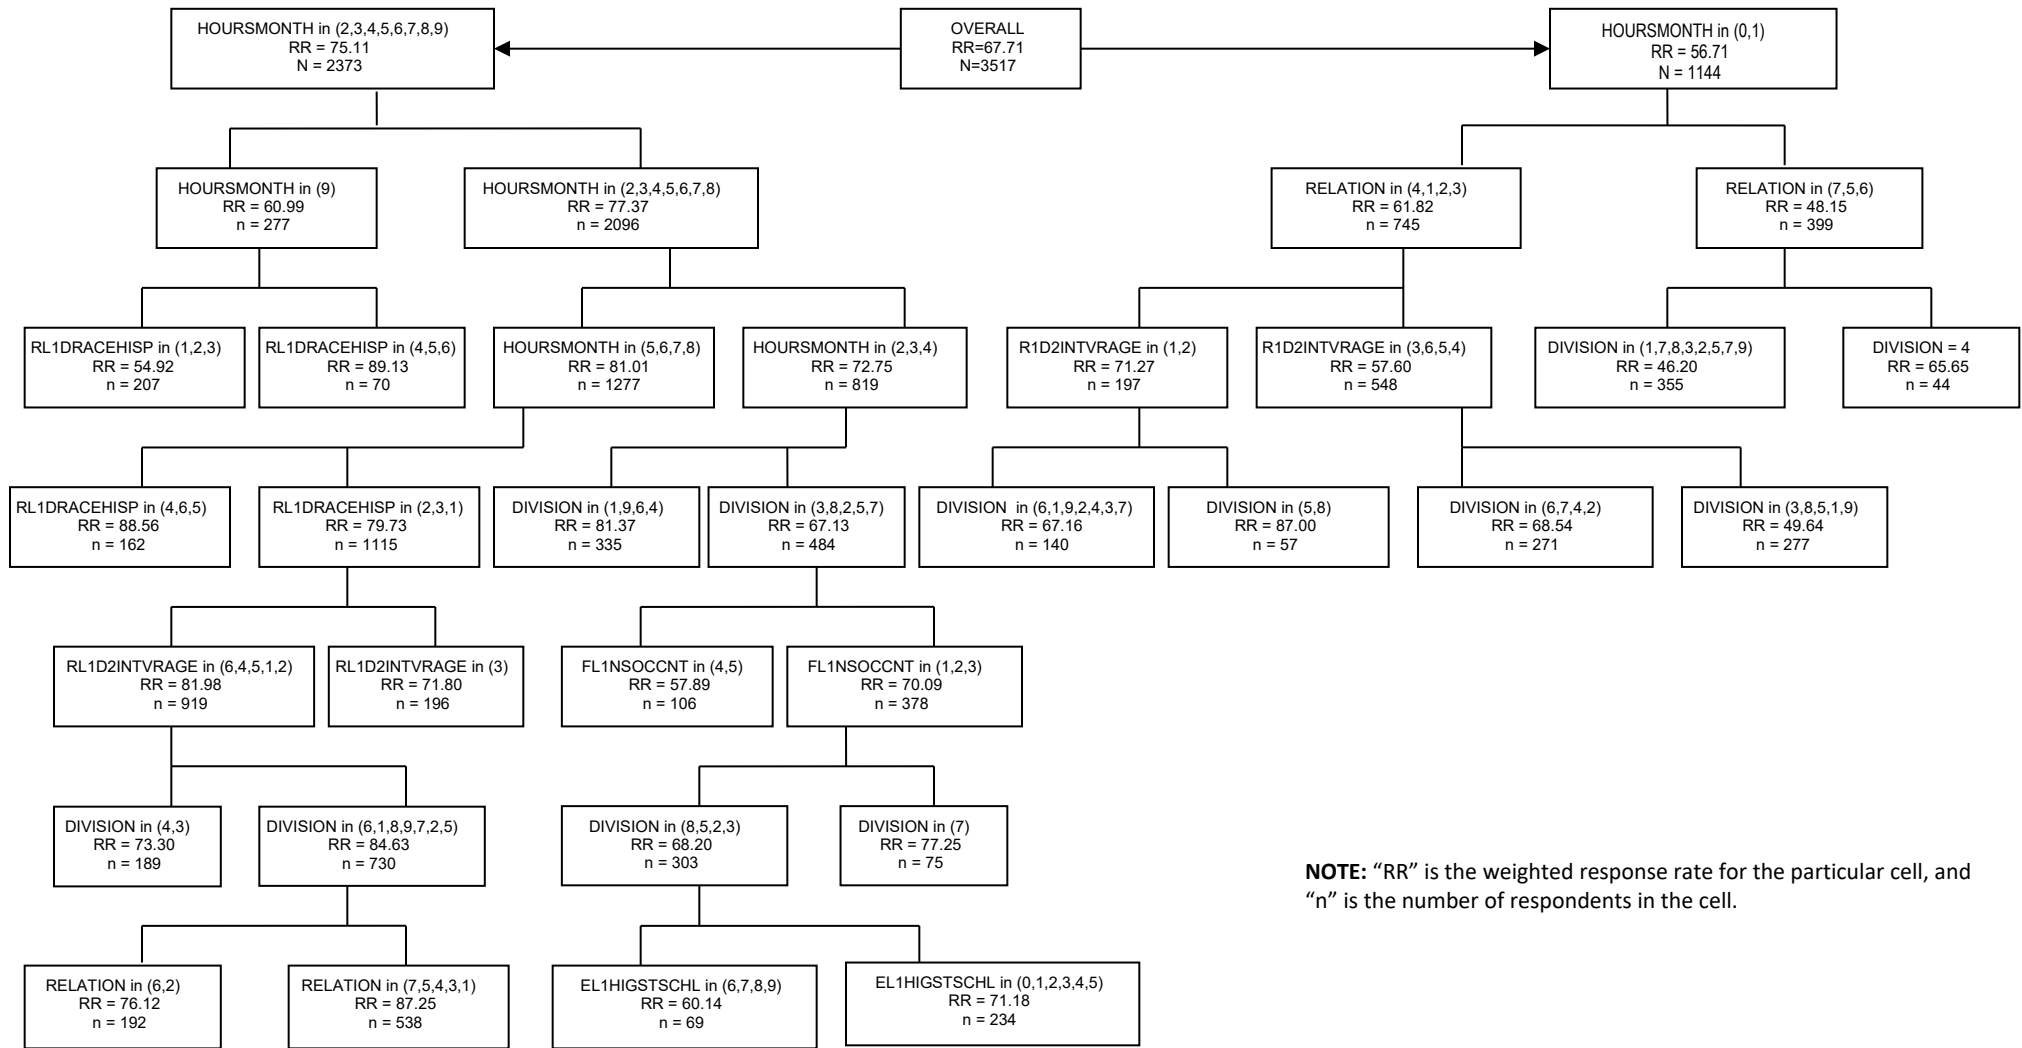 HOURSMONTH in (2,3,4,5,6,7,8,9)
RR = 75.11
N = 2373
OVERALL
RR=67.71
N=3517
HOURSMONTH in (0,1)
RR = 56.71
N = 1144
HOURSMONTH in (9)
RR = 60.99
n = 277
HOURSMONTH in (2,3,4,5,6,7,8)
RR = 77.37
n = 2096
RELATION in (4,1,2,3)
RR = 61.82
n = 745
RELATION in (7,5,6)
RR = 48.15
n = 399
RL1DRACEHISP in (1,2,3)
RR = 54.92
n = 207
RL1DRACEHISP in (4,5,6)
RR = 89.13
n = 70
HOURSMONTH in (5,6,7,8)
RR = 81.01
n = 1277
HOURSMONTH in (2,3,4)
RR = 72.75
n = 819
R1D2INTVRAGE in (1,2)
RR = 71.27
n = 197
R1D2INTVRAGE in (3,6,5,4)
RR = 57.60
n = 548
DIVISION in (1,7,8,3,2,5,7,9)
RR = 46.20
n = 355
DIVISION = 4
RR = 65.65
n = 44
RL1DRACEHISP in (4,6,5)
RR = 88.56
n = 162
RL1DRACEHISP in (2,3,1)
RR = 79.73
n = 1115
DIVISION in (1,9,6,4)
RR = 81.37
n = 335
DIVISION in (3,8,2,5,7)
RR = 67.13
n = 484
DIVISION in (6,1,9,2,4,3,7)
RR = 67.16
n = 140
DIVISION in (5,8)
RR = 87.00
n = 57
DIVISION in (6,7,4,2)
RR = 68.54
n = 271
DIVISION in (3,8,5,1,9)
RR = 49.64
n = 277
RL1D2INTVRAGE in (6,4,5,1,2)
RR = 81.98
n = 919
RL1D2INTVRAGE in (3)
RR = 71.80
n = 196
FL1NSOCCNT in (4,5)
RR = 57.89
n = 106
FL1NSOCCNT in (1,2,3)
RR = 70.09
n = 378
DIVISION in (4,3)
RR = 73.30
n = 189
DIVISION in (6,1,8,9,7,2,5)
RR = 84.63
n = 730
DIVISION in (8,5,2,3)
RR = 68.20
n = 303
DIVISION in (7)
RR = 77.25
n = 75
NOTE: “RR” is the weighted response rate for the particular cell, and
“n” is the number of respondents in the cell.
RELATION in (6,2)
RR = 76.12
n = 192
RELATION in (7,5,4,3,1)
RR = 87.25
n = 538
EL1HIGSTSCHL in (6,7,8,9)
RR = 60.14
n = 69
EL1HIGSTSCHL in (0,1,2,3,4,5)
RR = 71.18
n = 234